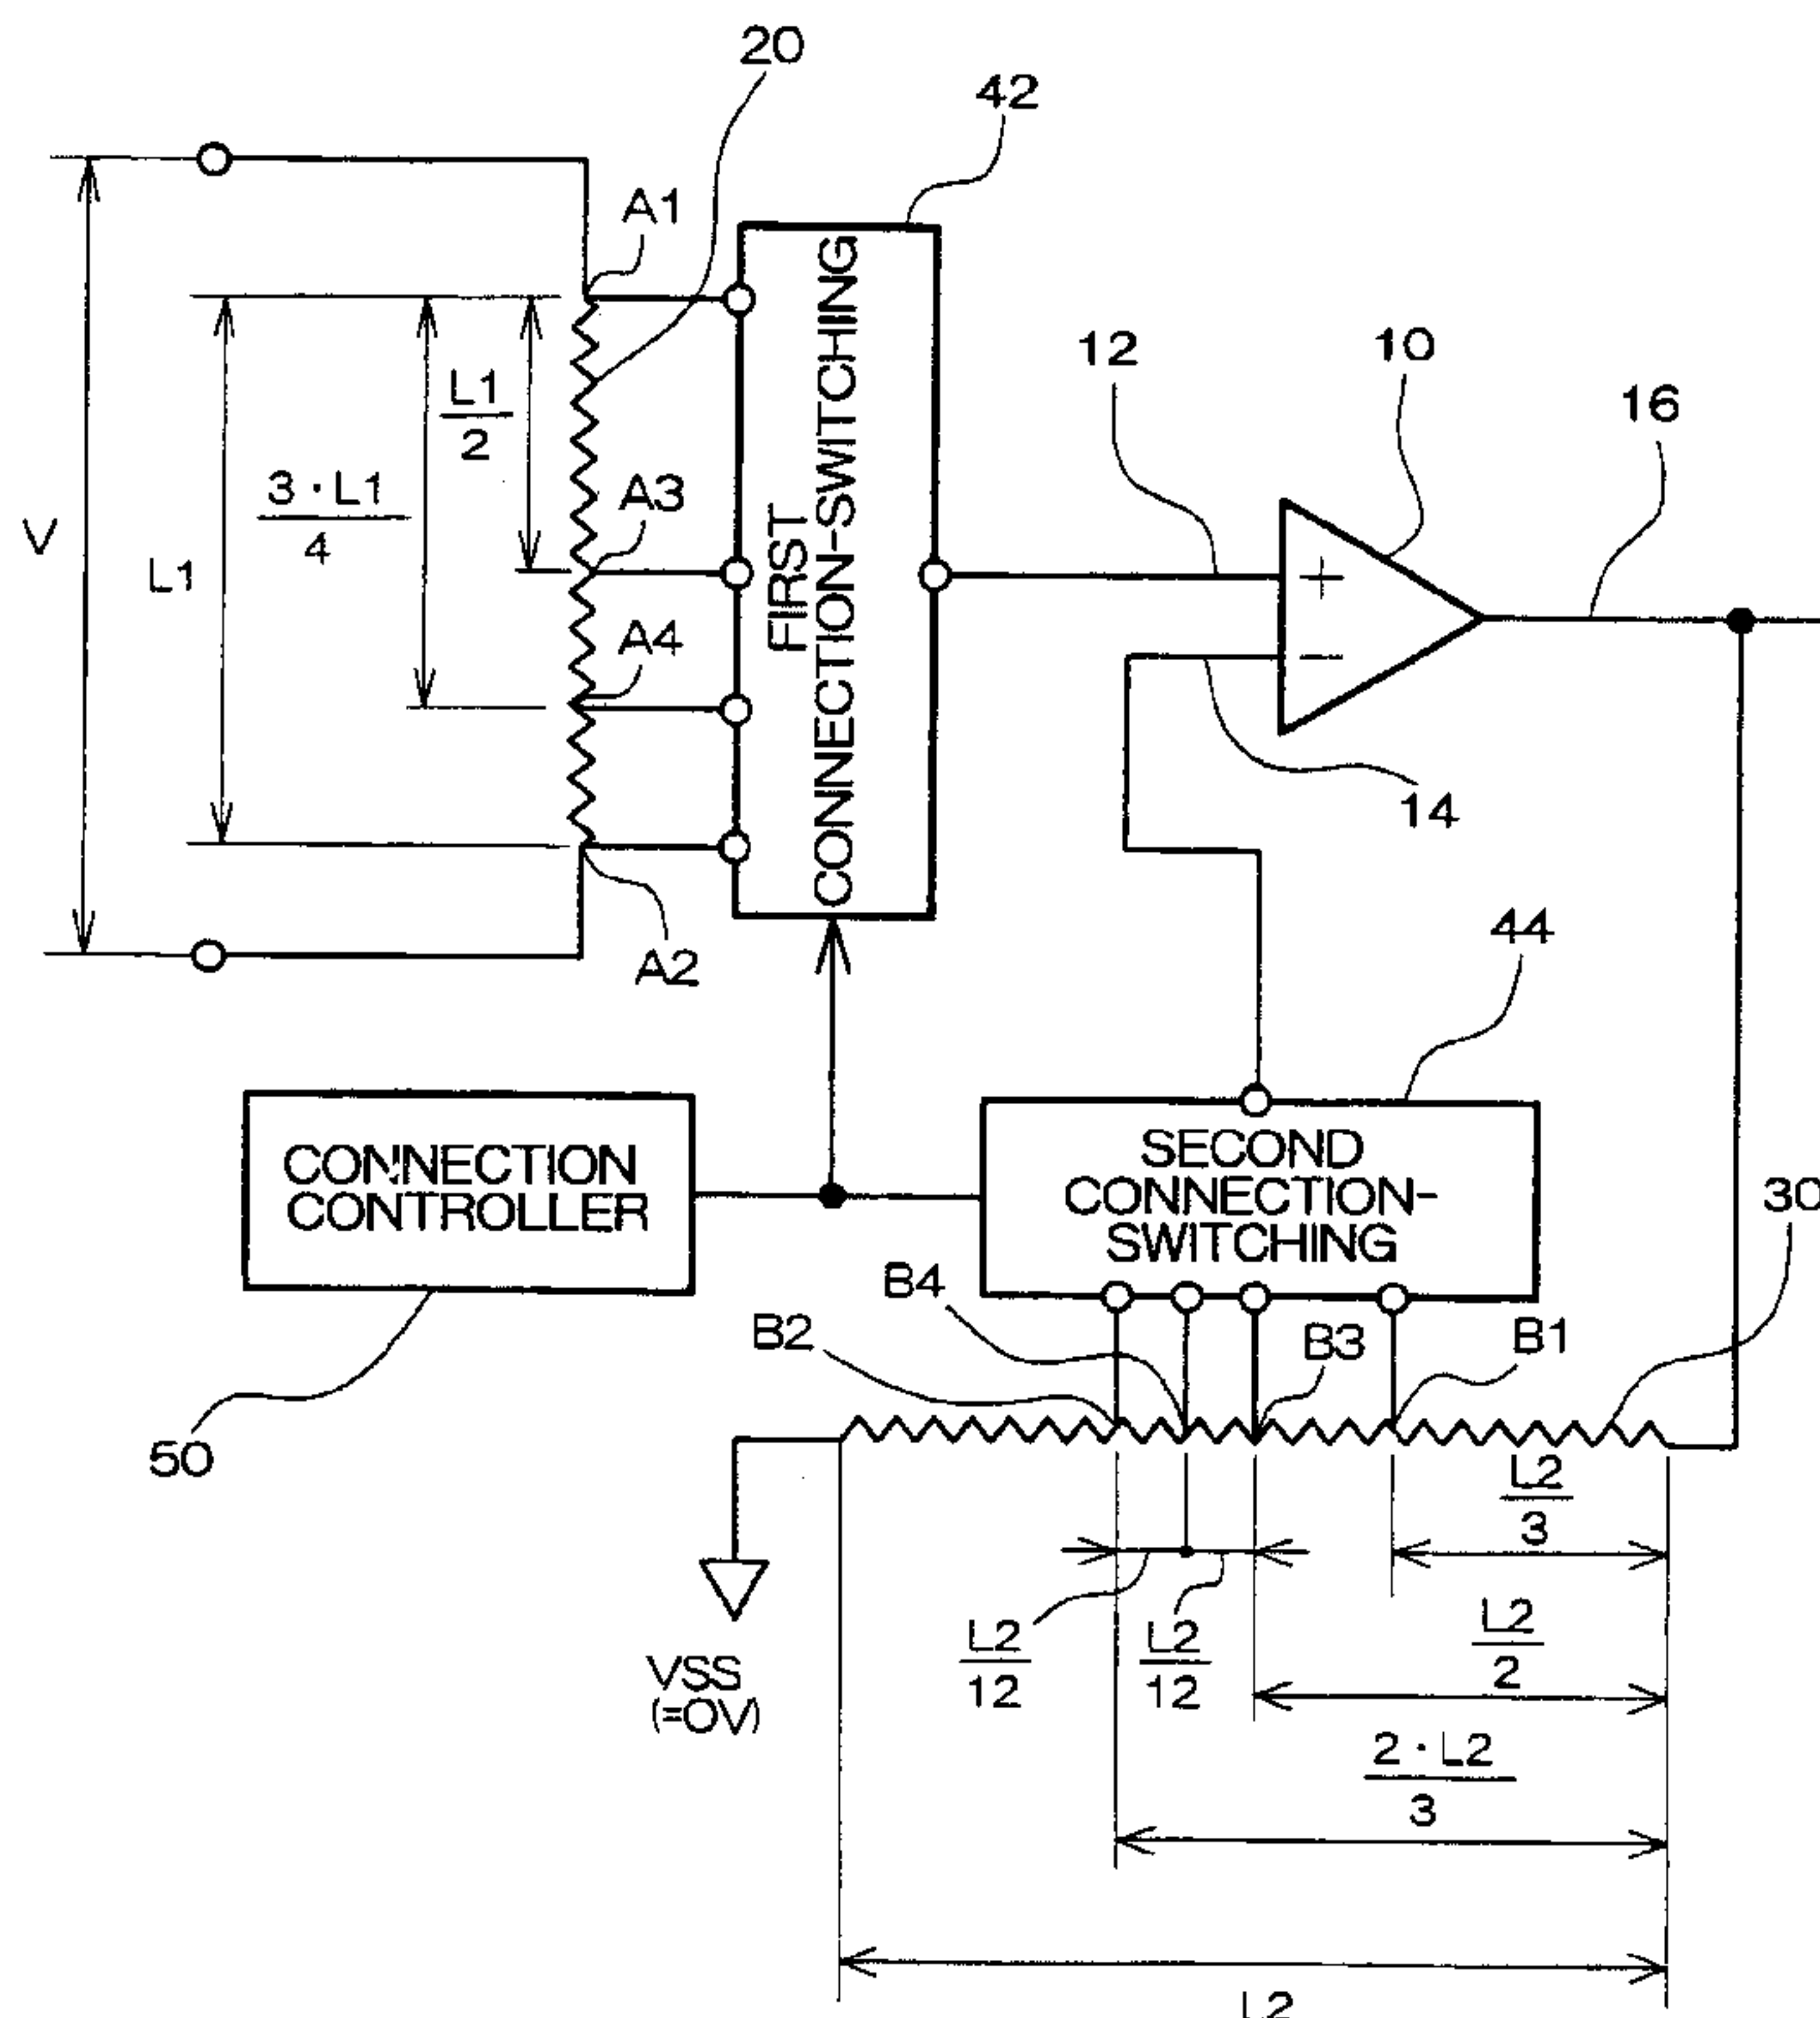 20
42
A1
12
10
16
L1
2
3・L1
4
A3
V
L1
A4
FIRST
CONNECTION-SWITCHING
+
−
14
A2
44
CONNECTION
CONTROLLER
SECOND
CONNECTION-
SWITCHING
30
B4
B2
B3
B1
50
L2
3
L2
12
L2
12
L2
2
VSS
(=0V)
2・L2
3
L2